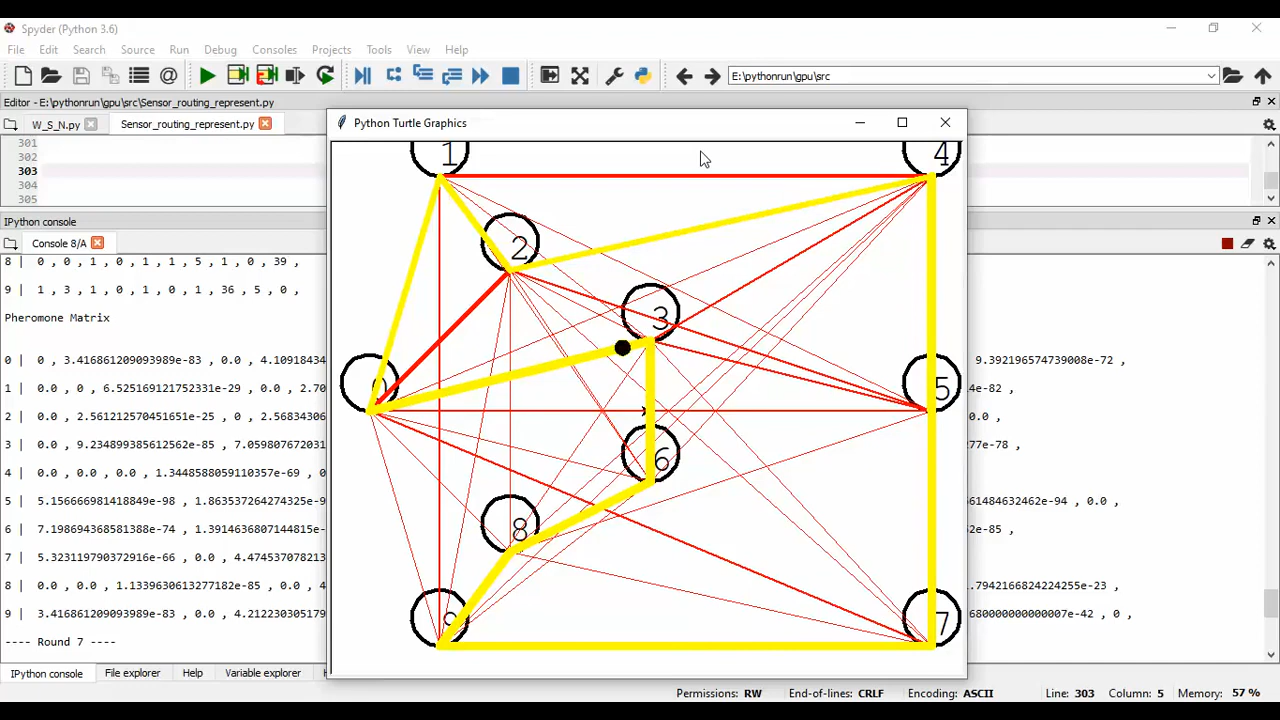 Spyder (Python 3.6)
File Edit Search Source Run Debug Consoles Projects Tools View Help
E:\pythonrun\gpu\src
Editor - E:\pythonrun\gpu\src\Sensor_routing_represent.py
W_S_N.py Sensor_routing_represent.py
Python Turtle Graphics
301
302
303
304
305
IPython console
Console 8/A
8 | 0 , 0 , 1 , 0 , 1 , 1 , 5 , 1 , 0 , 39 ,
9 | 1 , 3 , 1 , 0 , 1 , 0 , 1 , 36 , 5 , 0 ,
Pheromone Matrix
0 | 0 , 3.416861209093989e-83 , 0.0 , 4.10918434 9.392196574739008e-72 ,
1 | 0.0 , 0 , 6.525169121752331e-29 , 0.0 , 2.70 4e-82 ,
2 | 0.0 , 2.561212570451651e-25 , 0 , 2.56834306 .0 ,
3 | 0 , 9.234899385612562e-85 , 7.059807672031 277e-78 ,
4 | 0.0 , 0.0 , 0.0 , 1.3448588059110357e-69 , 0
5 | 5.156666981418849e-98 , 1.863537264274325e-9 61484632462e-94 , 0.0 ,
6 | 7.198694368581388e-74 , 1.3914636807144815e- 2e-85 ,
7 | 5.323119790372916e-66 , 0.0 , 4.474537078213
8 | 0.0 , 0.0 , 1.1339630613277182e-85 , 0.0 , 4 .7942166824224255e-23 ,
9 | 3.416861209093989e-83 , 0.0 , 4.212230305179 680000000000007e-42 , 0 ,
---- Round 7 ----
1
4
2
3
0
5
6
8
9
7
IPython console File explorer Help Variable explorer
Permissions: RW End-of-lines: CRLF Encoding: ASCII Line: 303 Column: 5 Memory: 57 %